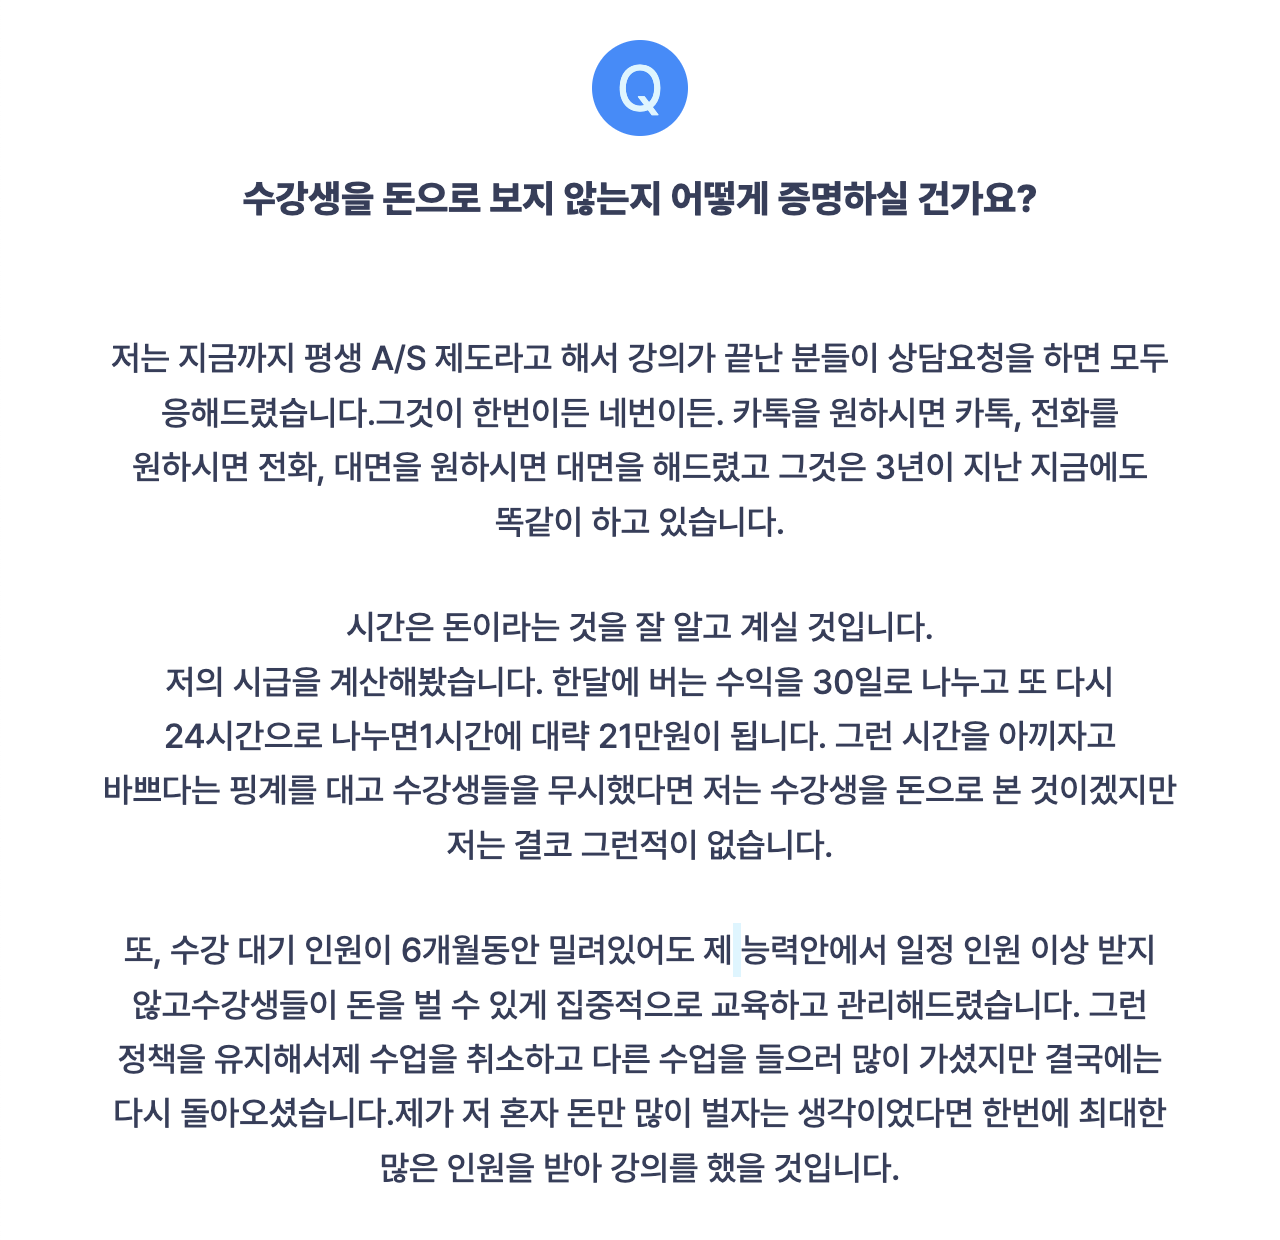 Q
수강생을 돈으로 보지 않는지 어떻게 증명하실 건가요?
저는 지금까지 평생 A/S 제도라고 해서 강의가 끝난 분들이 상담요청을 하면 모두
응해드렸습니다.그것이 한번이든 네번이든. 카톡을 원하시면 카톡, 전화를
원하시면 전화, 대면을 원하시면 대면을 해드렸고 그것은 3년이 지난 지금에도
똑같이 하고 있습니다.
시간은 돈이라는 것을 잘 알고 계실 것입니다.
저의 시급을 계산해봤습니다. 한달에 버는 수익을 30일로 나누고 또 다시
24시간으로 나누면1시간에 대략 21만원이 됩니다. 그런 시간을 아끼자고
바쁘다는 핑계를 대고 수강생들을 무시했다면 저는 수강생을 돈으로 본 것이겠지만
저는 결코 그런적이 없습니다.
또, 수강 대기 인원이 6개월동안 밀려있어도 제 능력안에서 일정 인원 이상 받지
않고수강생들이 돈을 벌 수 있게 집중적으로 교육하고 관리해드렸습니다. 그런
정책을 유지해서제 수업을 취소하고 다른 수업을 들으러 많이 가셨지만 결국에는
다시 돌아오셨습니다.제가 저 혼자 돈만 많이 벌자는 생각이었다면 한번에 최대한
많은 인원을 받아 강의를 했을 것입니다.